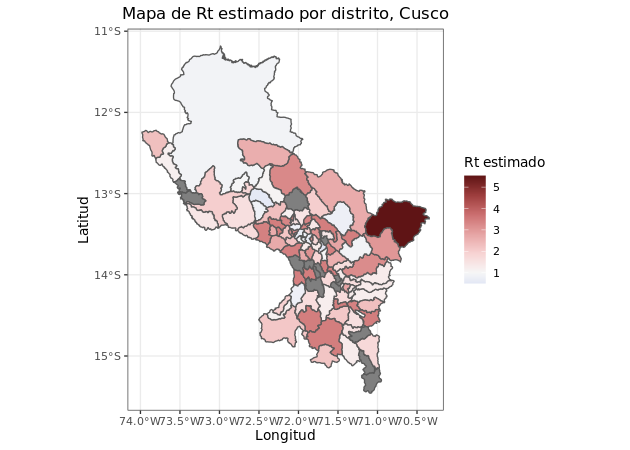 Mapa de Rt estimado por distrito, Cusco
11°S
12°S
13°S
14°S
15°S
Latitud
74.0°W 73.5°W 73.0°W 72.5°W 72.0°W 71.5°W 71.0°W 70.5°W
Longitud
Rt estimado
5
4
3
2
1